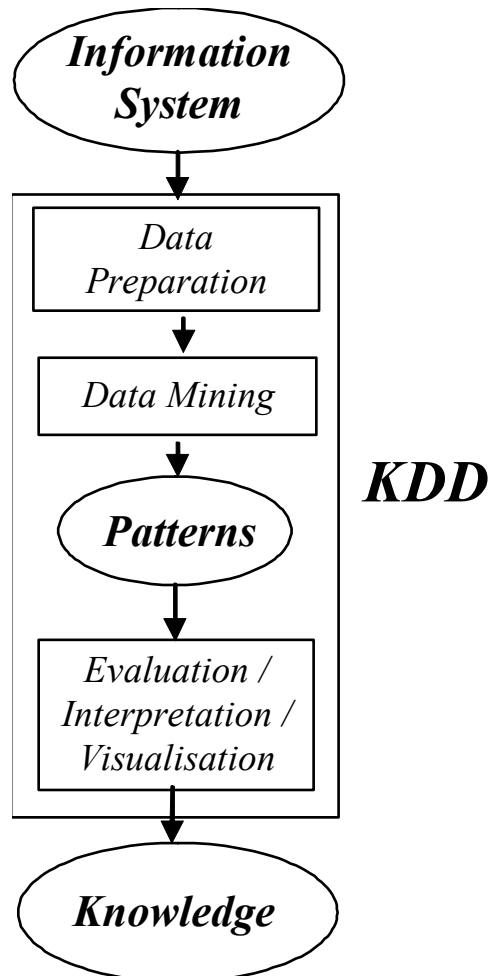 Information
System
Data
Preparation
Data Mining
KDD
Patterns
Evaluation /
Interpretation /
Visualisation
Knowledge